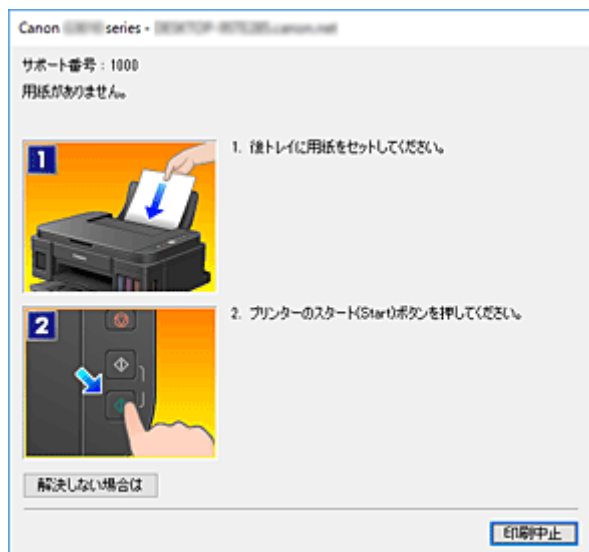 Canon series -
サポート番号：1000
用紙がありません。
1
1. 後トレイに用紙をセットしてください。
2
2. プリンターのスタート(Start)ボタンを押してください。
解決しない場合は
印刷中止